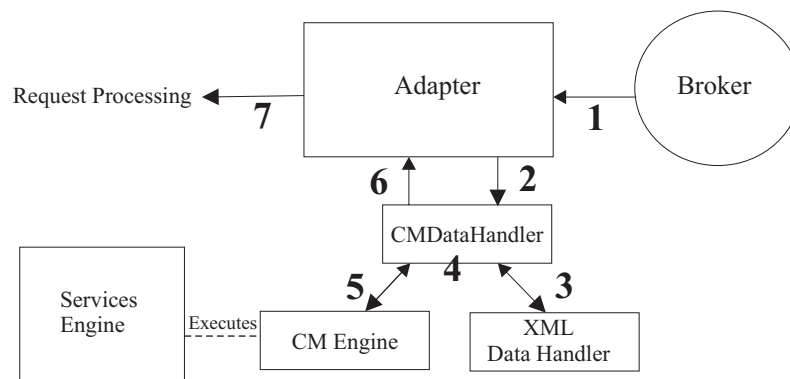 Request Processing
7
Adapter
1
Broker
6
2
CMDataHandler
4
5
3
Services
Engine
Executes
CM Engine
XML
Data Handler